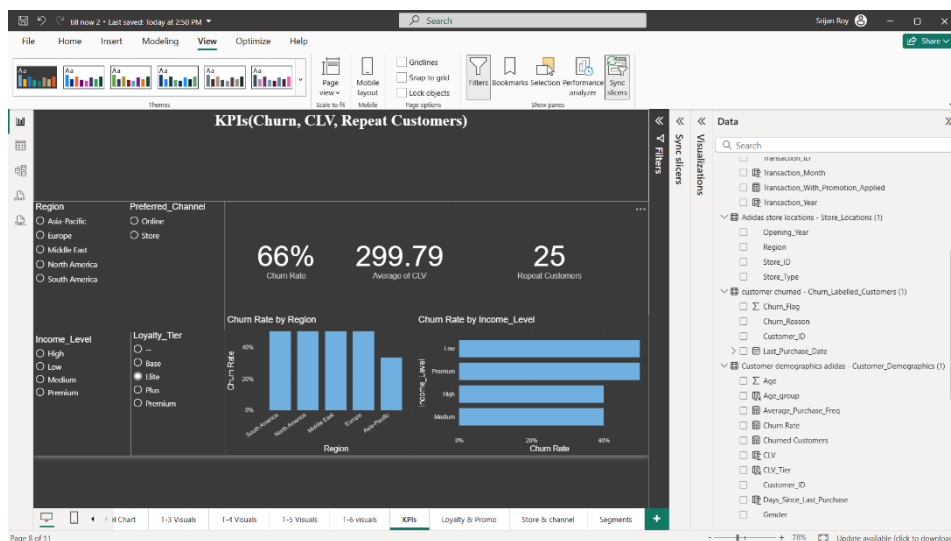 till now 2 • Last saved: Today at 2:50 PM
Search
Srijan Roy
File Home Insert Modeling View Optimize Help
Share
Aa Aa Aa Aa Aa Aa
Themes
Page view
Scale to fit
Mobile layout
Mobile
Gridlines
Snap to grid
Lock objects
Page options
Filters Bookmarks Selection Performance analyzer Sync slicers
Show panes
KPIs(Churn, CLV, Repeat Customers)
Region
Asia-Pacific
Europe
Middle East
North America
South America
Preferred_Channel
Online
Store
66%
Churn Rate
299.79
Average of CLV
25
Repeat Customers
Income_Level
High
Low
Medium
Premium
Loyalty_Tier
--
Base
Elite
Plus
Premium
Churn Rate by Region
Churn Rate
40%
20%
0%
South America
North America
Middle East
Europe
Asia-Pacific
Region
Churn Rate by Income_Level
Income_Level
Low
Premium
High
Medium
0% 20% 40%
Churn Rate
Filters
Sync slicers
Visualizations
Data
Search
Transaction_ID
Transaction_Month
Transaction_With_Promotion_Applied
Transaction_Year
Adidas store locations - Store_Locations (1)
Opening_Year
Region
Store_ID
Store_Type
customer churned - Churn_Labelled_Customers (1)
Churn_Flag
Churn_Reason
Customer_ID
Last_Purchase_Date
Customer demographics adidas - Customer_Demographics (1)
Age
Age_group
Average_Purchase_Freq
Churn Rate
Churned Customers
CLV
CLV_Tier
Customer_ID
Days_Since_Last_Purchase
Gender
l Chart T-3 Visuals T-4 Visuals T-5 Visuals T-6 visuals KPIs Loyalty & Promo Store & channel Segments
Page 8 of 11
78%
Update available (click to download